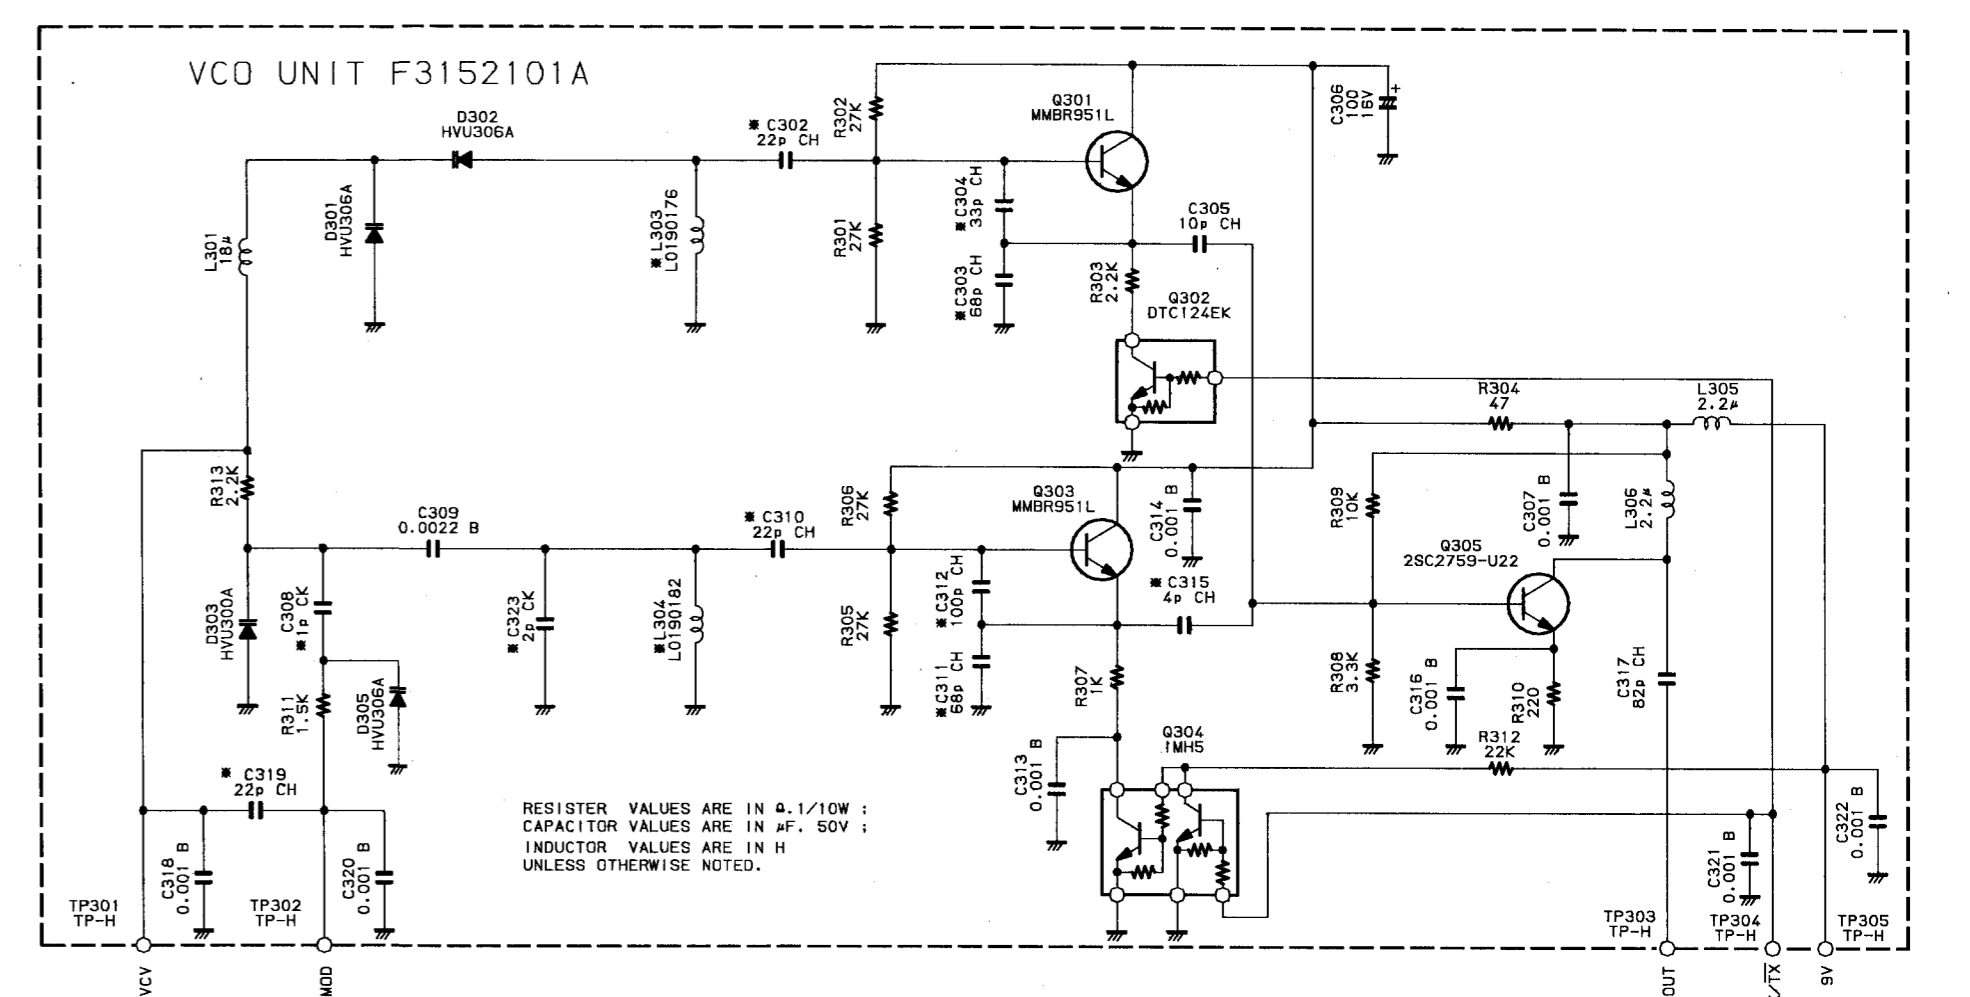 VCO UNIT F3152101A
D302
HVU306A
※ C302
22p CH
R302
27K
Q301
MMBR951L
C306
100
16V
+
D301
HVU306A
L301
18μ
※ L303
L0190176
R301
27K
※ C304
33p CH
※ C303
68p CH
C305
10p CH
R303
2.2K
Q302
DTC124EK
R304
47
L305
2.2μ
R313
2.2K
C309
0.0022 B
※ C310
22p CH
R306
27K
Q303
MMBR951L
C314
0.001 B
R309
10K
C307
0.001 B
L306
2.2μ
Q305
2SC2759-U22
D303
HVU300A
C308
※ 1p CK
※ C323
2p CK
※ L304
L0190182
R305
27K
※ C312
100p CH
※ C311
68p CH
※ C315
4p CH
R307
1K
R308
3.3K
C316
0.001 B
R310
220
C317
82p CH
R311
1.5K
D305
HVU306A
C313
0.001 B
Q304
IMH5
R312
22K
※ C319
22p CH
C318
0.001 B
C320
0.001 B
RESISTER VALUES ARE IN Ω.1/10W ;
CAPACITOR VALUES ARE IN μF. 50V ;
INDUCTOR VALUES ARE IN H
UNLESS OTHERWISE NOTED.
C321
0.001 B
C322
0.001 B
TP301
TP-H
TP302
TP-H
TP303
TP-H
TP304
TP-H
TP305
TP-H
VCV
MOD
OUT
/TX
9V